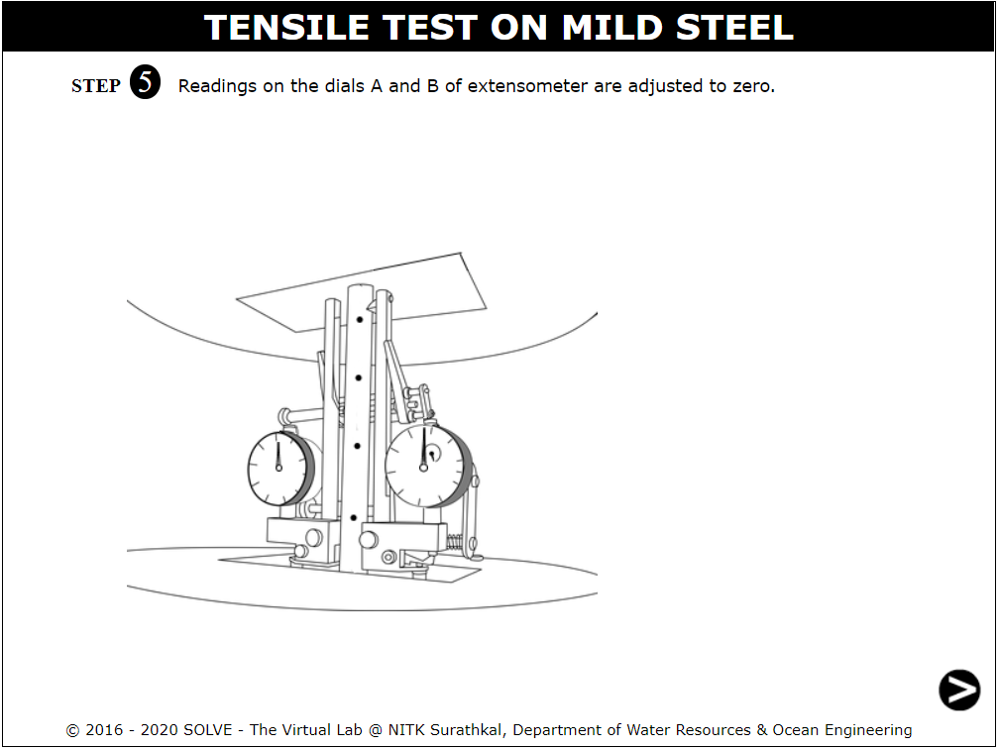 TENSILE TEST ON MILD STEEL
STEP 5 Readings on the dials A and B of extensometer are adjusted to zero.
© 2016 - 2020 SOLVE - The Virtual Lab @ NITK Surathkal, Department of Water Resources & Ocean Engineering